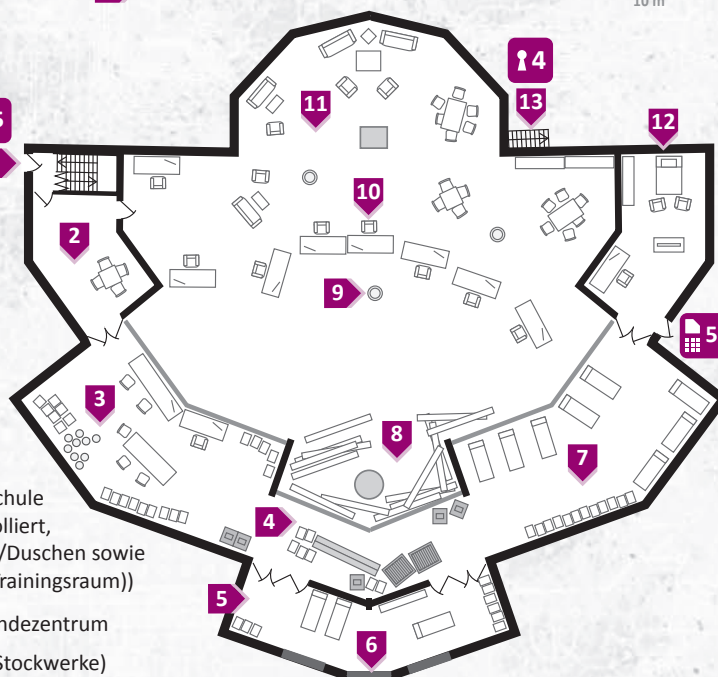 10 m
4
13
11
12
10
2
9
5
3
8
7
chule
olliert,
/Duschen sowie
Trainingsraum))
4
5
ndezentrum
6
Stockwerke)